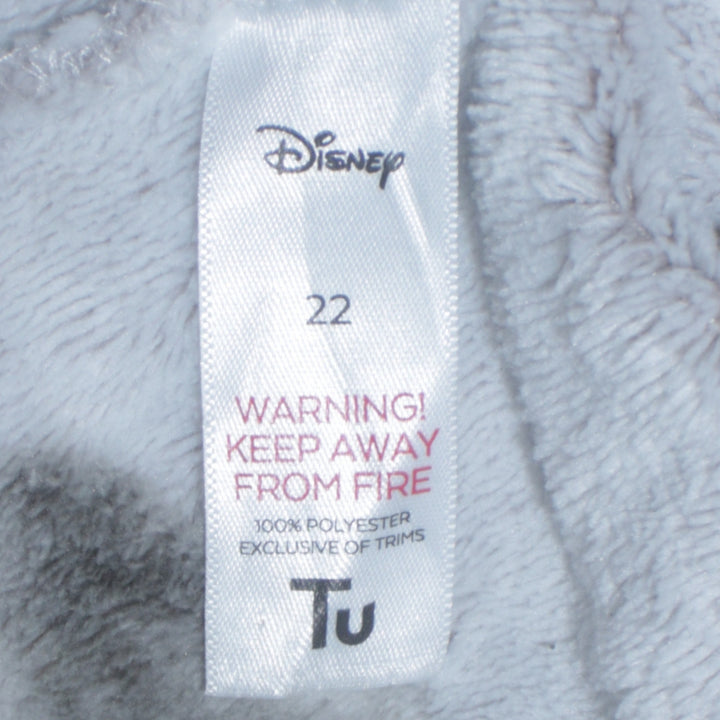 Disney
22
WARNING!
KEEP AWAY
FROM FIRE
100% POLYESTER
EXCLUSIVE OF TRIMS
Tu